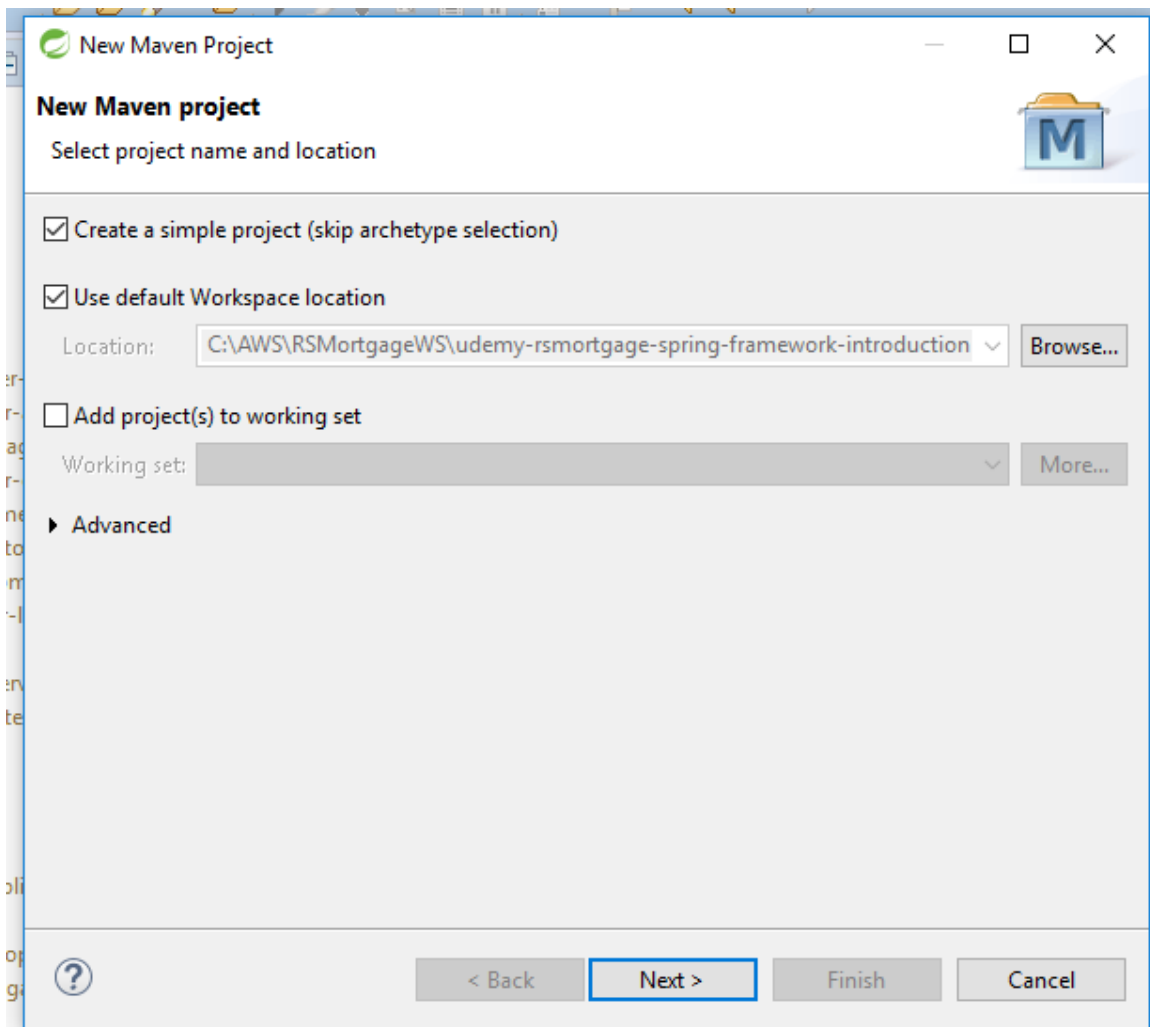 New Maven Project
New Maven project
Select project name and location
M
Create a simple project (skip archetype selection)
Use default Workspace location
Location: C:\AWS\RSMortgageWS\udemy-rsmortgage-spring-framework-introduction Browse...
Add project(s) to working set
Working set: More...
Advanced
? < Back Next > Finish Cancel